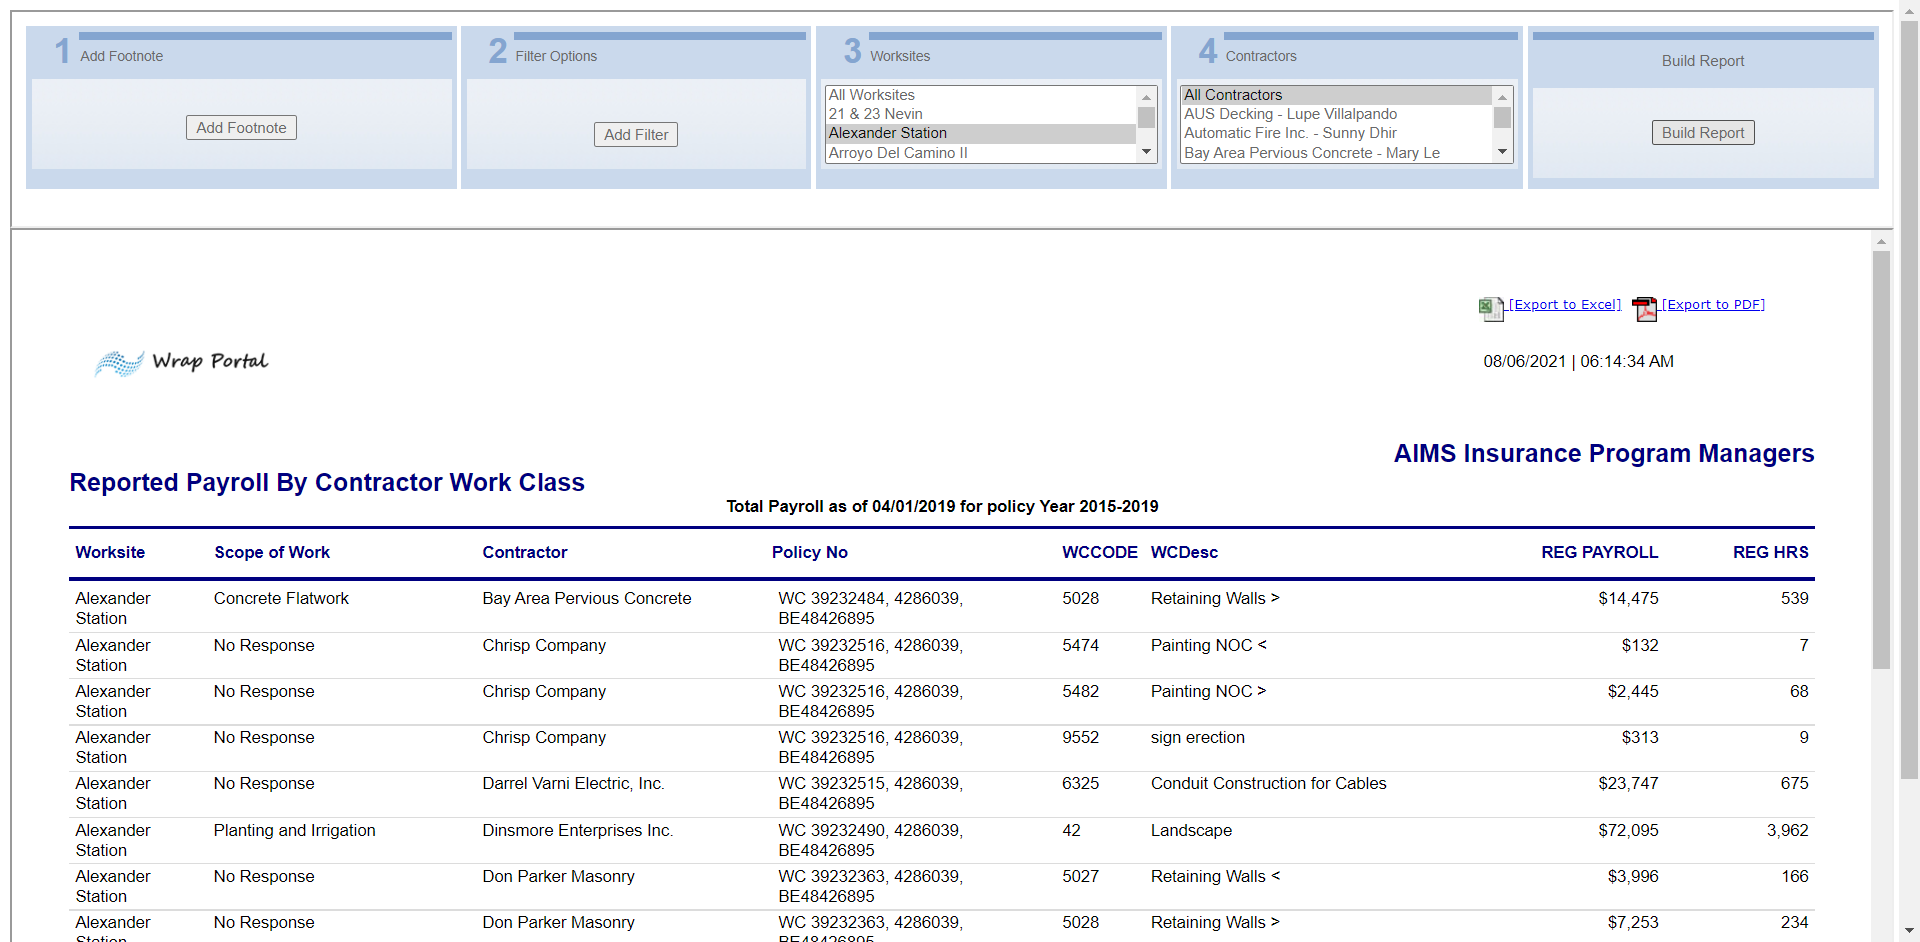 1 Add Footnote
Add Footnote
2 Filter Options
Add Filter
3 Worksites
All Worksites
21 & 23 Nevin
Alexander Station
Arroyo Del Camino II
4 Contractors
All Contractors
AUS Decking - Lupe Villalpando
Automatic Fire Inc. - Sunny Dhir
Bay Area Pervious Concrete - Mary Le
Build Report
Build Report
[Export to Excel] [Export to PDF]
Wrap Portal
08/06/2021 | 06:14:34 AM
AIMS Insurance Program Managers
Reported Payroll By Contractor Work Class
Total Payroll as of 04/01/2019 for policy Year 2015-2019
Worksite Scope of Work Contractor Policy No WCCODE WCDesc REG PAYROLL REG HRS
Alexander Concrete Flatwork Bay Area Pervious Concrete WC 39232484, 4286039, 5028 Retaining Walls > $14,475 539
Station BE48426895
Alexander No Response Chrisp Company WC 39232516, 4286039, 5474 Painting NOC < $132 7
Station BE48426895
Alexander No Response Chrisp Company WC 39232516, 4286039, 5482 Painting NOC > $2,445 68
Station BE48426895
Alexander No Response Chrisp Company WC 39232516, 4286039, 9552 sign erection $313 9
Station BE48426895
Alexander No Response Darrel Varni Electric, Inc. WC 39232515, 4286039, 6325 Conduit Construction for Cables $23,747 675
Station BE48426895
Alexander Planting and Irrigation Dinsmore Enterprises Inc. WC 39232490, 4286039, 42 Landscape $72,095 3,962
Station BE48426895
Alexander No Response Don Parker Masonry WC 39232363, 4286039, 5027 Retaining Walls < $3,996 166
Station BE48426895
Alexander No Response Don Parker Masonry WC 39232363, 4286039, 5028 Retaining Walls > $7,253 234
Station BE48426895